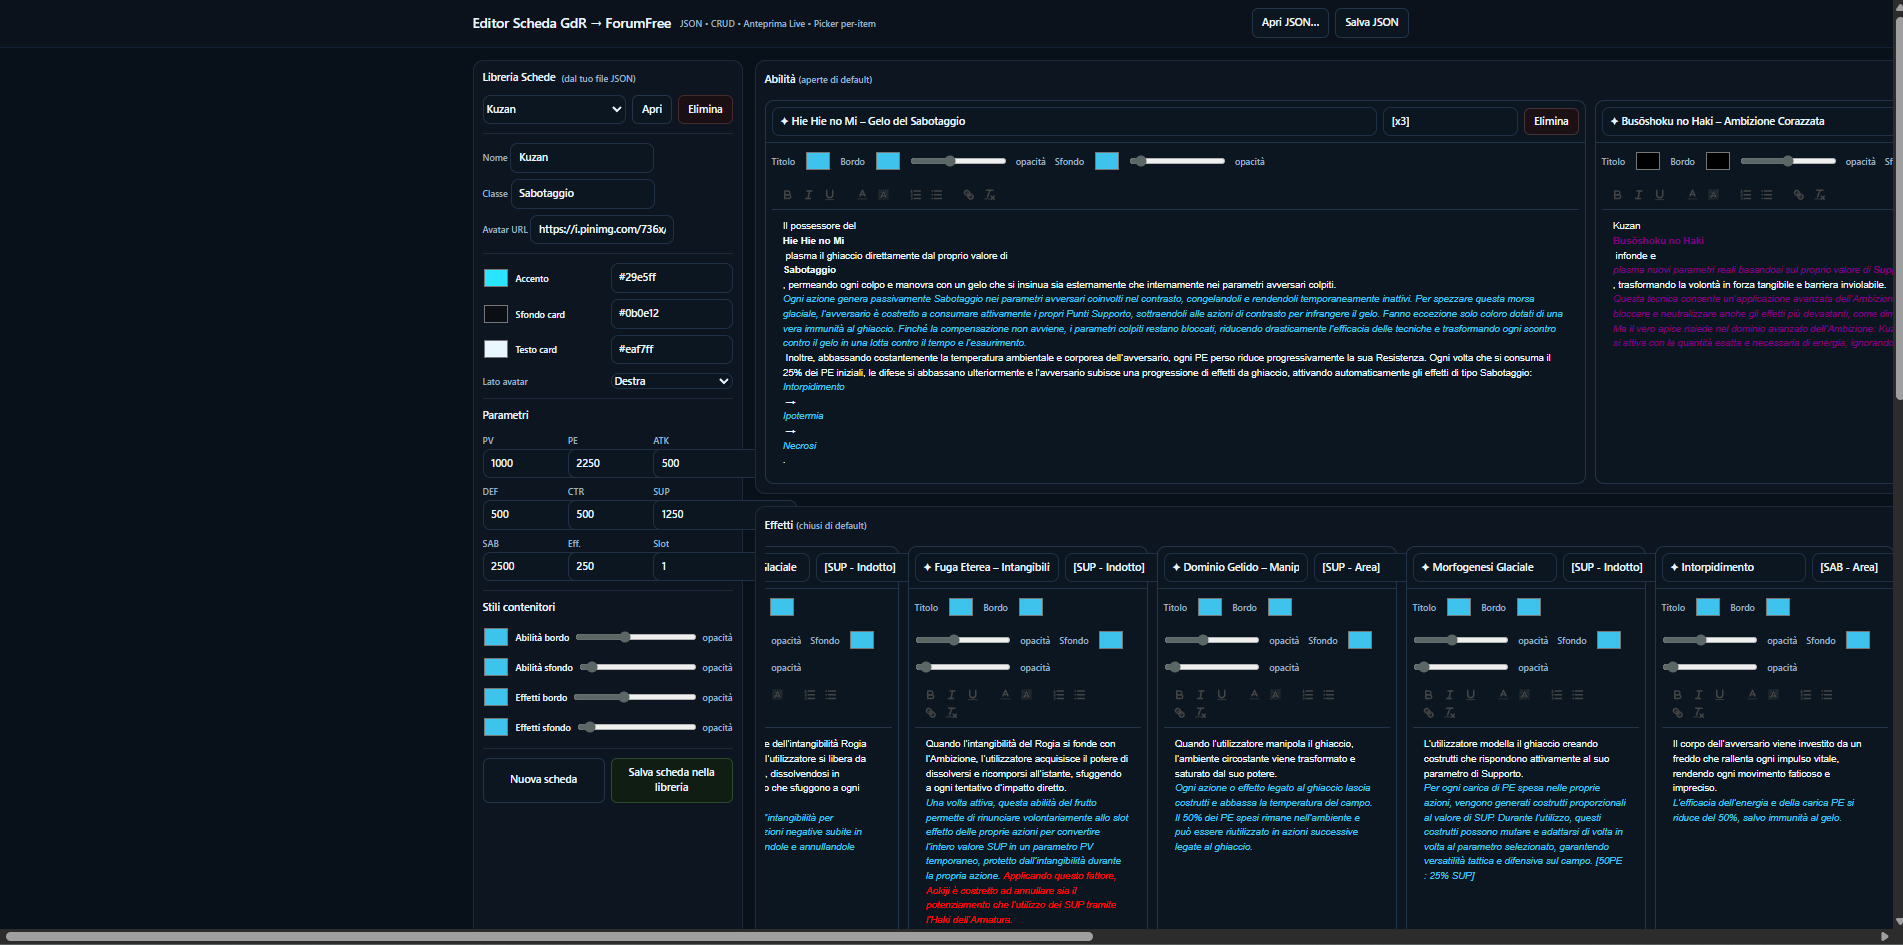 Editor Scheda GdR → ForumFree JSON • CRUD • Anteprima Live • Picker per-item
Apri JSON... Salva JSON
Libreria Schede (dal tuo file JSON)
Kuzan Apri Elimina
Nome Kuzan
Classe Sabotaggio
Avatar URL https://i.pinimg.com/736x/
Accento #29e5ff
Sfondo card #0b0e12
Testo card #eaf7ff
Lato avatar Destra
Parametri
PV PE ATK
1000 2250 500
DEF CTR SUP
500 500 1250
SAB Eff. Slot
2500 250 1
Stili contenitori
Abilità bordo opacità
Abilità sfondo opacità
Effetti bordo opacità
Effetti sfondo opacità
Nuova scheda
Salva scheda nella
libreria
Abilità (aperte di default)
✦ Hie Hie no Mi – Gelo del Sabotaggio [x3] Elimina
Titolo Bordo opacità Sfondo opacità
Il possessore del
Hie Hie no Mi
plasma il ghiaccio direttamente dal proprio valore di
Sabotaggio
, permeando ogni colpo e manovra con un gelo che si insinua sia esternamente che internamente nei parametri avversari colpiti.
Ogni azione genera passivamente Sabotaggio nei parametri avversari coinvolti nel contrasto, congelandoli e rendendoli temporaneamente inattivi. Per spezzare questa morsa
glaciale, l'avversario è costretto a consumare attivamente i propri Punti Supporto, sottraendoli alle azioni di contrasto per infrangere il gelo. Fanno eccezione solo coloro dotati di una
vera immunità al ghiaccio. Finché la compensazione non avviene, i parametri colpiti restano bloccati, riducendo drasticamente l'efficacia delle tecniche e trasformando ogni scontro
contro il gelo in una lotta contro il tempo e l'esaurimento.
Inoltre, abbassando costantemente la temperatura ambientale e corporea dell'avversario, ogni PE perso riduce progressivamente la sua Resistenza. Ogni volta che si consuma il
25% dei PE iniziali, le difese si abbassano ulteriormente e l'avversario subisce una progressione di effetti da ghiaccio, attivando automaticamente gli effetti di tipo Sabotaggio:
Intorpidimento
→
Ipotermia
→
Necrosi
.
✦ Busōshoku no Haki – Ambizione Corazzata
Titolo Bordo opacità Sf
Kuzan
Busōshoku no Haki
infonde e
plasma nuovi parametri reali basandosi sul proprio valore di Sup
, trasformando la volontà in forza tangibile e barriera inviolabile.
Questa tecnica consente un'applicazione avanzata dell'Ambizion
bloccare e neutralizzare anche gli effetti più devastanti, come di
Ma il vero apice risiede nel dominio avanzato dell'Ambizione: Ku
si attiva con la quantità esatta e necessaria di energia, ignorando
Effetti (chiusi di default)
Glaciale [SUP - Indotto]
opacità Sfondo
opacità
e dell'intangibilità Rogia
l'utilizzatore si libera da
, dissolvendosi in
o che sfuggono a ogni
'intangibilità per
zioni negative subite in
ndole e annullandole
✦ Fuga Eterea – Intangibili [SUP - Indotto]
Titolo Bordo
opacità Sfondo
opacità
Quando l'intangibilità del Rogia si fonde con
l'Ambizione, l'utilizzatore acquisisce il potere di
dissolversi e ricomporsi all'istante, sfuggendo
a ogni tentativo d'impatto diretto.
Una volta attiva, questa abilità del frutto
permette di rinunciare volontariamente allo slot
effetto delle proprie azioni per convertire
l'intero valore SUP in un parametro PV
temporaneo, protetto dall'intangibilità durante
la propria azione. Applicando questo fattore,
Aokiji è costretto ad annullare sia il
potenziamento che l'utilizzo dei SUP tramite
l'Haki dell'Armatura.
✦ Dominio Gelido – Manip [SUP - Area]
Titolo Bordo
opacità Sfondo
opacità
Quando l'utilizzatore manipola il ghiaccio,
l'ambiente circostante viene trasformato e
saturato dal suo potere.
Ogni azione o effetto legato al ghiaccio lascia
costrutti e abbassa la temperatura del campo.
Il 50% dei PE spesi rimane nell'ambiente e
può essere riutilizzato in azioni successive
legate al ghiaccio.
✦ Morfogenesi Glaciale [SUP - Indotto]
Titolo Bordo
opacità Sfondo
opacità
L'utilizzatore modella il ghiaccio creando
costrutti che rispondono attivamente al suo
parametro di Supporto.
Per ogni carica di PE spesa nelle proprie
azioni, vengono generati costrutti proporzionali
al valore di SUP. Durante l'utilizzo, questi
costrutti possono mutare e adattarsi di volta in
volta al parametro selezionato, garantendo
versatilità tattica e difensiva sul campo. [50PE
: 25% SUP]
✦ Intorpidimento [SAB - Area]
Titolo Bordo
opacità Sfondo
opacità
Il corpo dell'avversario viene investito da un
freddo che rallenta ogni impulso vitale,
rendendo ogni movimento faticoso e
impreciso.
L'efficacia dell'energia e della carica PE si
riduce del 50%, salvo immunità al gelo.